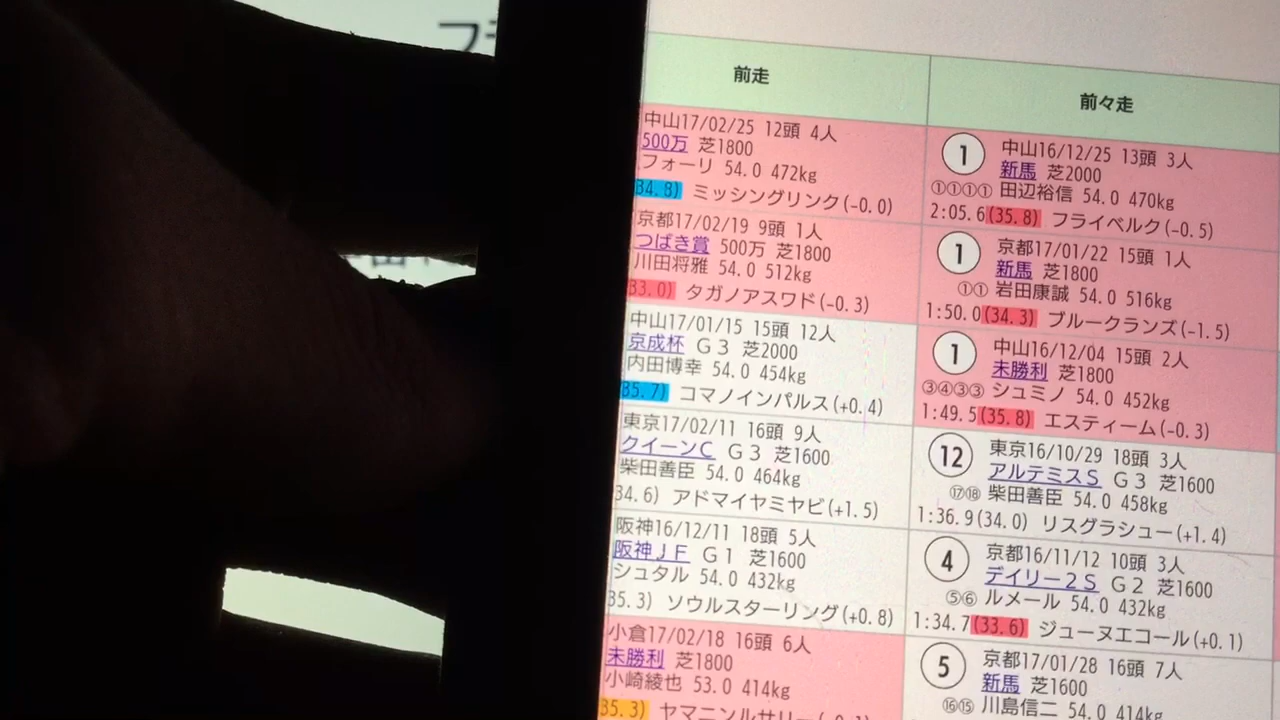 前走
前々走
中山17/02/25 12頭 4人
500万 芝1800
フォーリ 54.0 472kg
34.8) ミッシングリンク(-0.0)
1
中山16/12/25 13頭 3人
新馬 芝2000
①①①① 田辺裕信 54.0 470kg
2:05.6(35.8) フライベルク(-0.5)
京都17/02/19 9頭 1人
つばき賞 500万 芝1800
川田将雅 54.0 512kg
33.0) タガノアスワド(-0.3)
1
京都17/01/22 15頭 1人
新馬 芝1800
①① 岩田康誠 54.0 516kg
1:50.0(34.3) ブルークランズ(-1.5)
中山17/01/15 15頭 12人
京成杯 G3 芝2000
内田博幸 54.0 454kg
35.7) コマノインパルス(+0.4)
1
中山16/12/04 15頭 2人
未勝利 芝1800
③④③③ シュミノ 54.0 452kg
1:49.5(35.8) エスティーム(-0.3)
東京17/02/11 16頭 9人
クイーンC G3 芝1600
柴田善臣 54.0 464kg
34.6) アドマイヤミヤビ(+1.5)
12
東京16/10/29 18頭 3人
アルテミスS G3 芝1600
⑰⑱ 柴田善臣 54.0 458kg
1:36.9(34.0) リスグラシュー(+1.4)
阪神16/12/11 18頭 5人
阪神JF G1 芝1600
シュタル 54.0 432kg
35.3) ソウルスターリング(+0.8)
4
京都16/11/12 10頭 3人
デイリー2S G2 芝1600
⑤⑥ ルメール 54.0 432kg
1:34.7(33.6) ジューヌエコール(+0.1)
小倉17/02/18 16頭 6人
未勝利 芝1800
小崎綾也 53.0 414kg
35.3) ヤマニンルサリー(-0.1)
5
京都17/01/28 16頭 7人
新馬 芝1600
⑯⑮ 川島信二 54.0 414kg